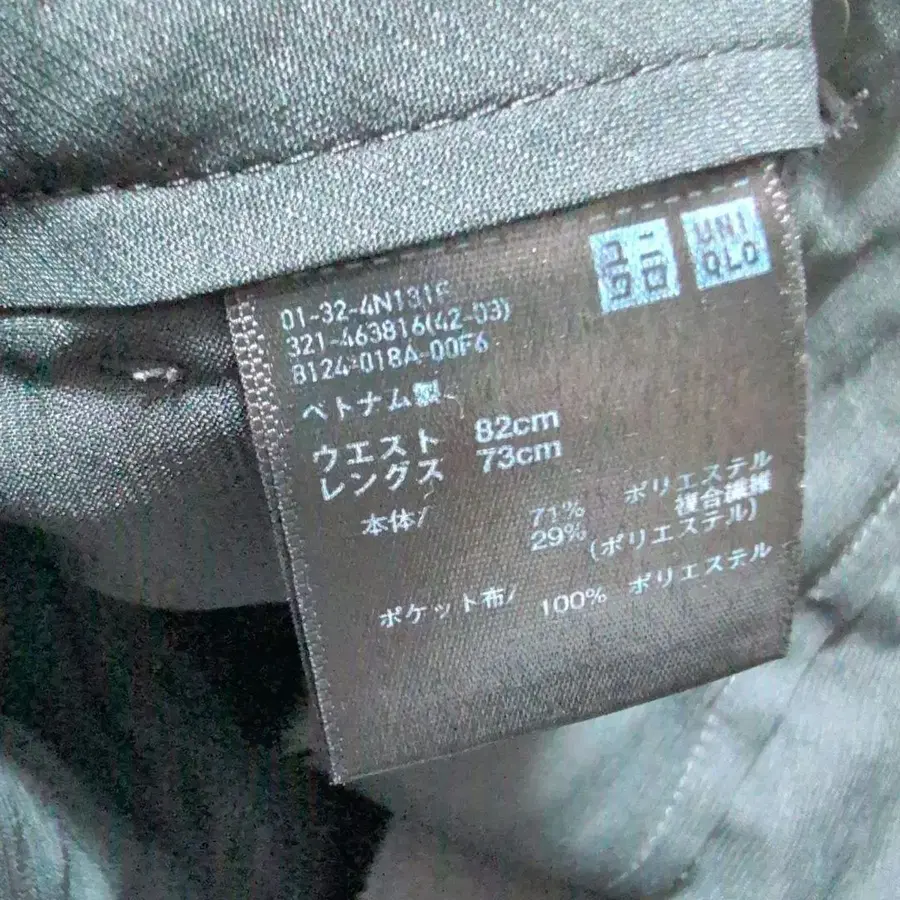 ユニ
クロ
UNI
QLO
01-32-4N131F
321-463816(42-03)
8124-018A-00F6
ベトナム製
ウエスト 82cm
レングス 73cm
本体/ 71% ポリエステル
29% 複合繊維
(ポリエステル)
ポケット布/ 100% ポリエステル